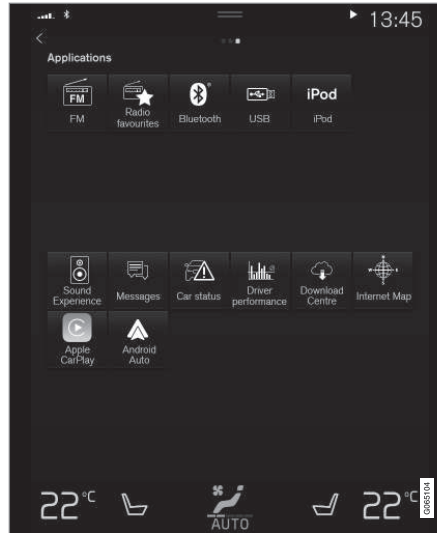 13:45
Applications
FM
iPod
FM
Radio
favourites
Bluetooth
USB
iPod
Sound
Experience
Messages
Car status
Driver
performance
Download
Centre
Internet Map
Apple
CarPlay
Android
Auto
22°C
AUTO
22°C
G065104